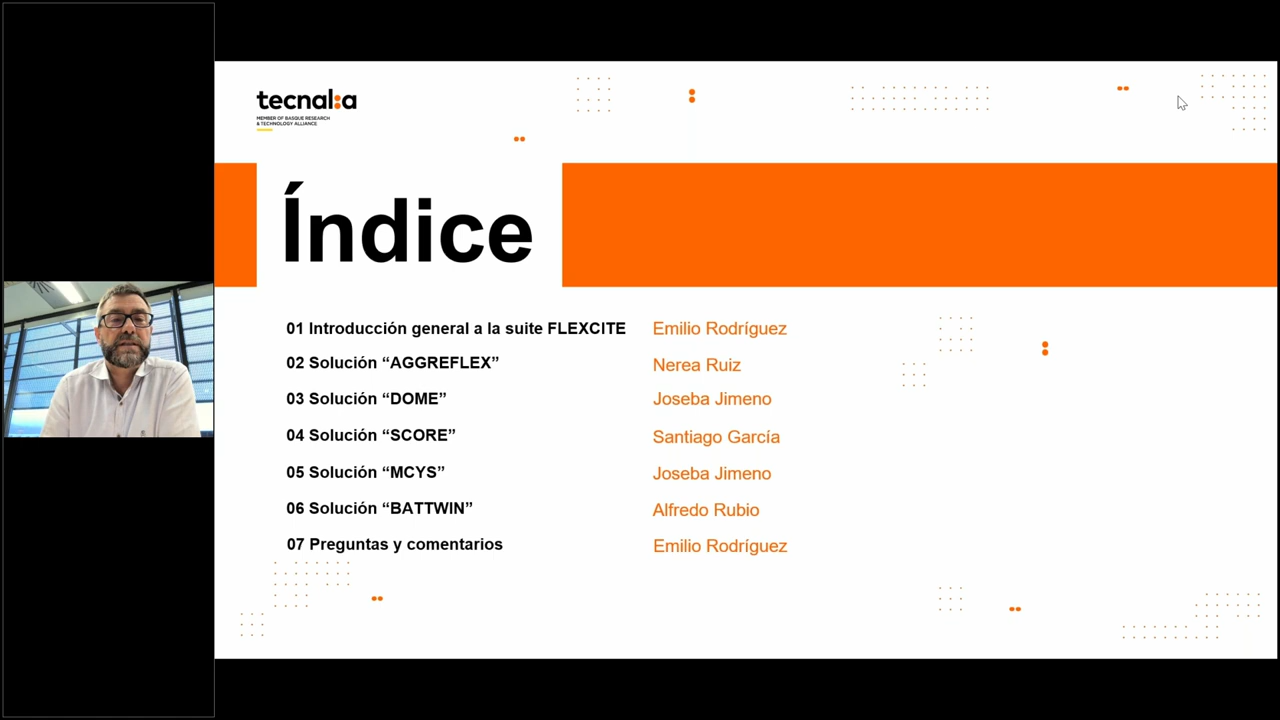 tecnal:a
MEMBER OF BASQUE RESEARCH
& TECHNOLOGY ALLIANCE
Índice
01 Introducción general a la suite FLEXCITE Emilio Rodríguez
02 Solución “AGGREFLEX” Nerea Ruiz
03 Solución “DOME” Joseba Jimeno
04 Solución “SCORE” Santiago García
05 Solución “MCYS” Joseba Jimeno
06 Solución “BATTWIN” Alfredo Rubio
07 Preguntas y comentarios Emilio Rodríguez